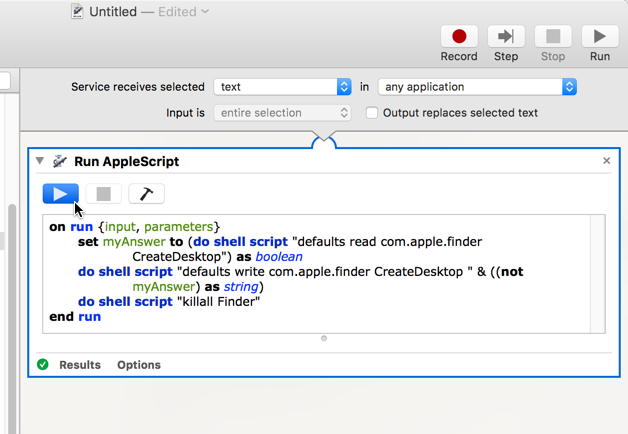 Untitled — Edited
Record Step Stop Run
Service receives selected text in any application
Input is entire selection Output replaces selected text
Run AppleScript
on run {input, parameters}
set myAnswer to (do shell script "defaults read com.apple.finder
CreateDesktop") as boolean
do shell script "defaults write com.apple.finder CreateDesktop " & ((not
myAnswer) as string)
do shell script "killall Finder"
end run
Results Options